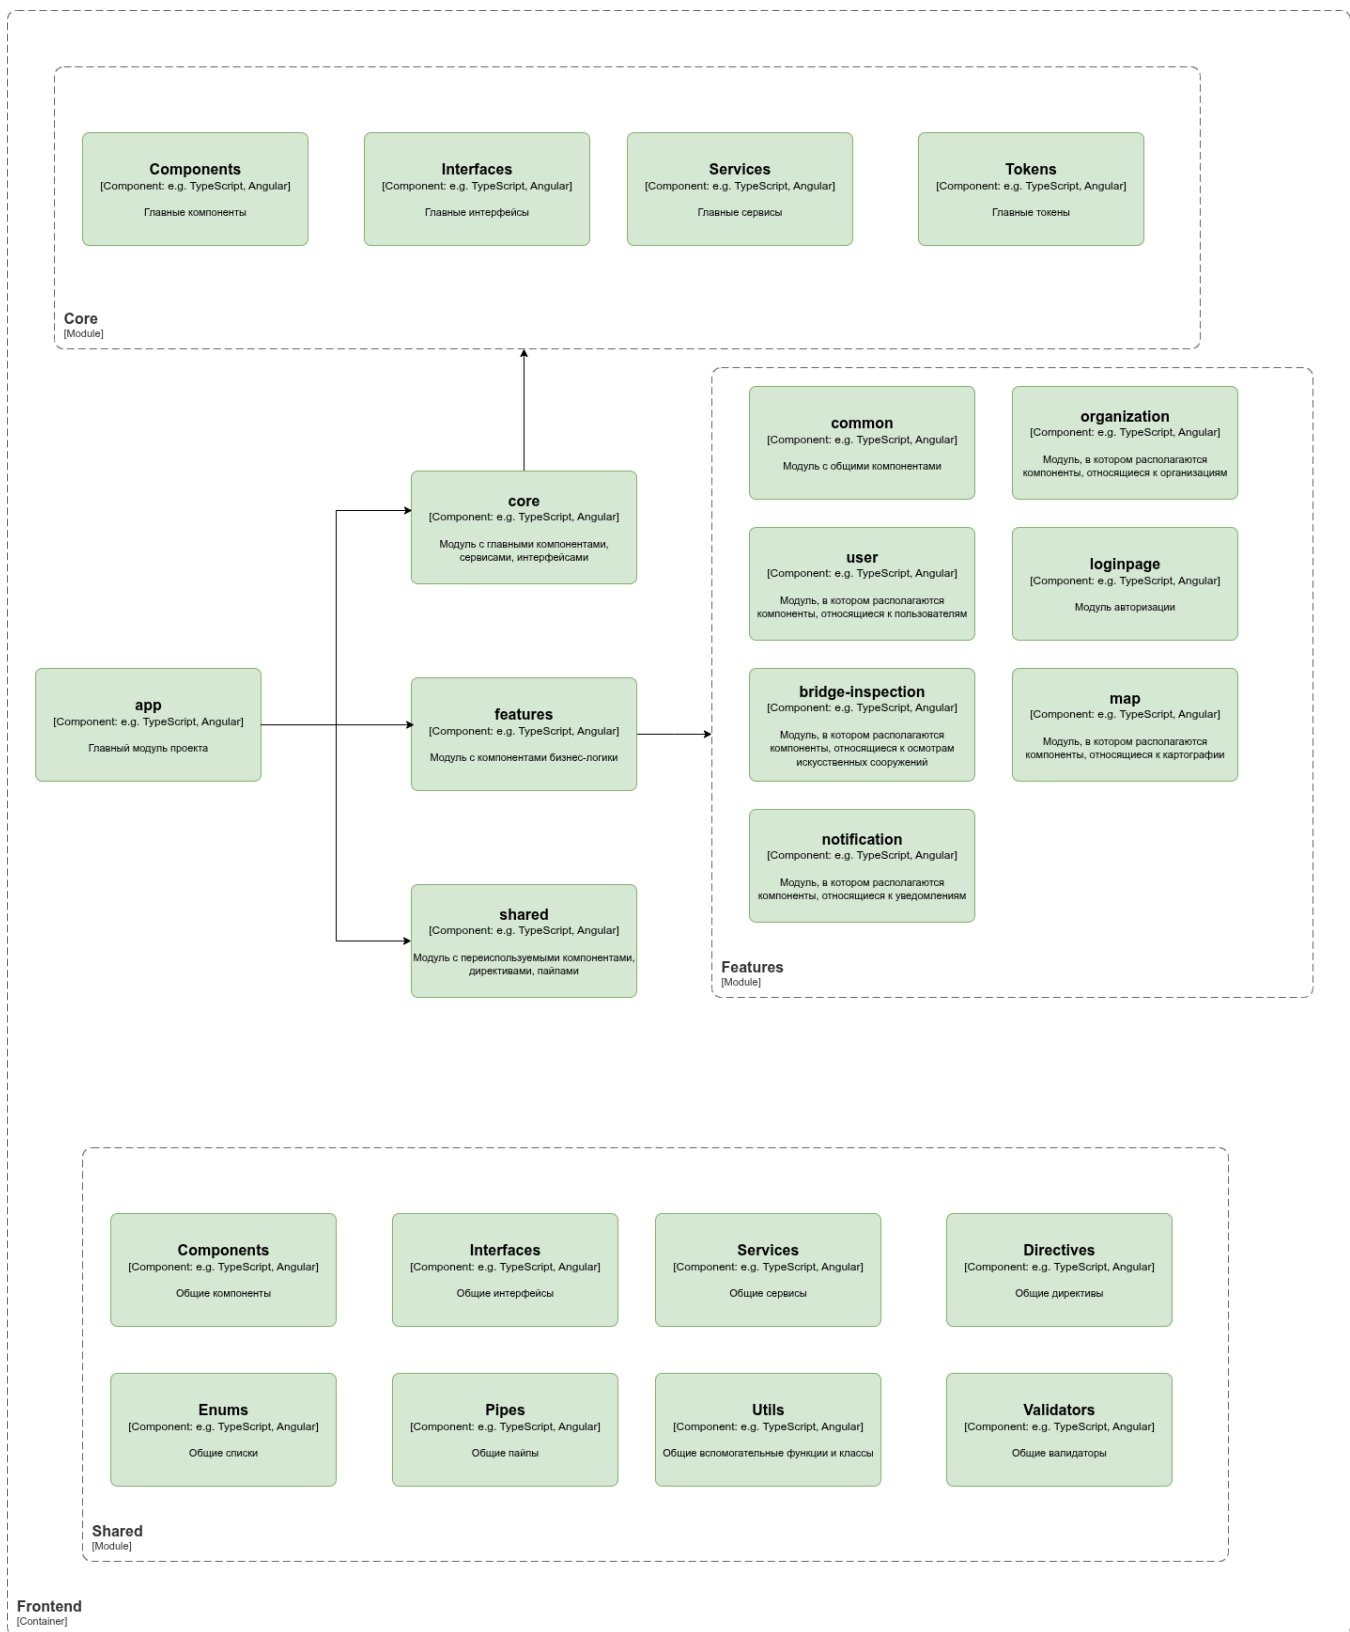 Components
[Component: e.g. TypeScript, Angular]
Главные компоненты
Interfaces
[Component: e.g. TypeScript, Angular]
Главные интерфейсы
Services
[Component: e.g. TypeScript, Angular]
Главные сервисы
Tokens
[Component: e.g. TypeScript, Angular]
Главные токены
Core
[Module]
core
[Component: e.g. TypeScript, Angular]
Модуль с главными компонентами,
сервисами, интерфейсами
app
[Component: e.g. TypeScript, Angular]
Главный модуль проекта
features
[Component: e.g. TypeScript, Angular]
Модуль с компонентами бизнес-логики
shared
[Component: e.g. TypeScript, Angular]
Модуль с переиспользуемыми компонентами,
директивами, пайпами
common
[Component: e.g. TypeScript, Angular]
Модуль с общими компонентами
organization
[Component: e.g. TypeScript, Angular]
Модуль, в котором располагаются
компоненты, относящиеся к организациям
user
[Component: e.g. TypeScript, Angular]
Модуль, в котором располагаются
компоненты, относящиеся к пользователям
loginpage
[Component: e.g. TypeScript, Angular]
Модуль авторизации
bridge-inspection
[Component: e.g. TypeScript, Angular]
Модуль, в котором располагаются
компоненты, относящиеся к осмотрам
искусственных сооружений
map
[Component: e.g. TypeScript, Angular]
Модуль, в котором располагаются
компоненты, относящиеся к картографии
notification
[Component: e.g. TypeScript, Angular]
Модуль, в котором располагаются
компоненты, относящиеся к уведомлениям
Features
[Module]
Components
[Component: e.g. TypeScript, Angular]
Общие компоненты
Interfaces
[Component: e.g. TypeScript, Angular]
Общие интерфейсы
Services
[Component: e.g. TypeScript, Angular]
Общие сервисы
Directives
[Component: e.g. TypeScript, Angular]
Общие директивы
Enums
[Component: e.g. TypeScript, Angular]
Общие списки
Pipes
[Component: e.g. TypeScript, Angular]
Общие пайпы
Utils
[Component: e.g. TypeScript, Angular]
Общие вспомогательные функции и классы
Validators
[Component: e.g. TypeScript, Angular]
Общие валидаторы
Shared
[Module]
Frontend
[Container]